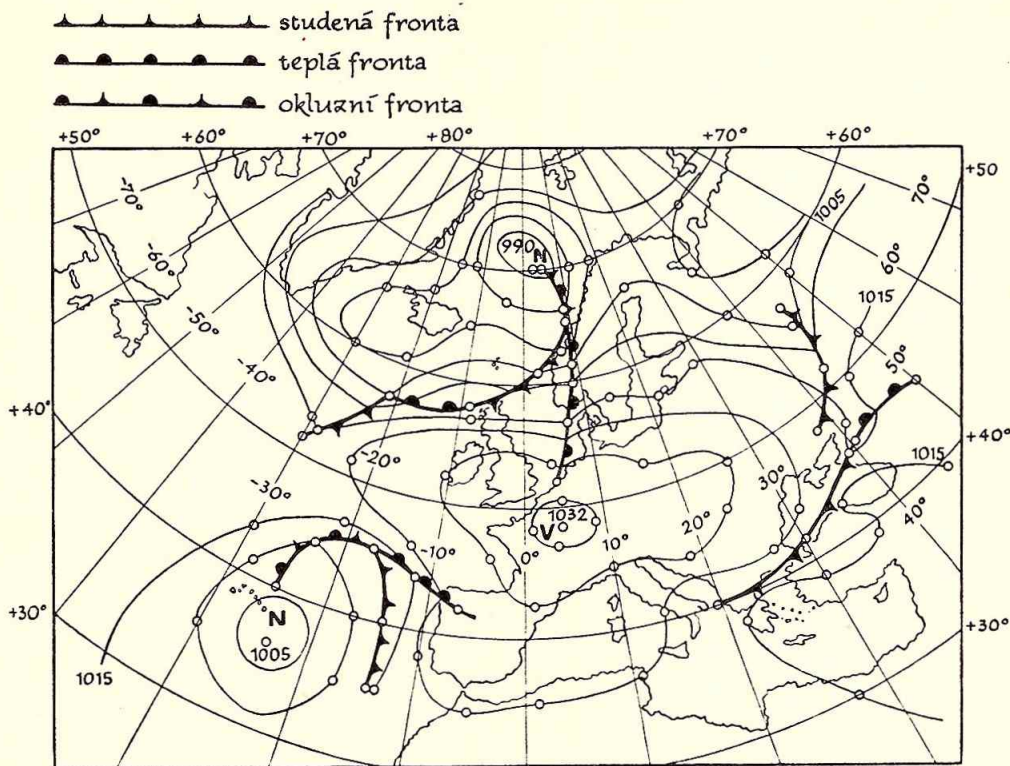 studená fronta
teplá fronta
okluzní fronta
+50° +60° +70° +80° +70° +60° +50
-70° 1005 70°
-60° 990 N 60°
-50° 1015
-40° 50°
+40° +40°
-20° 1015
-30° 30° 40°
1032
V 20°
-10° 0° 10°
+30° N +30°
1005
1015